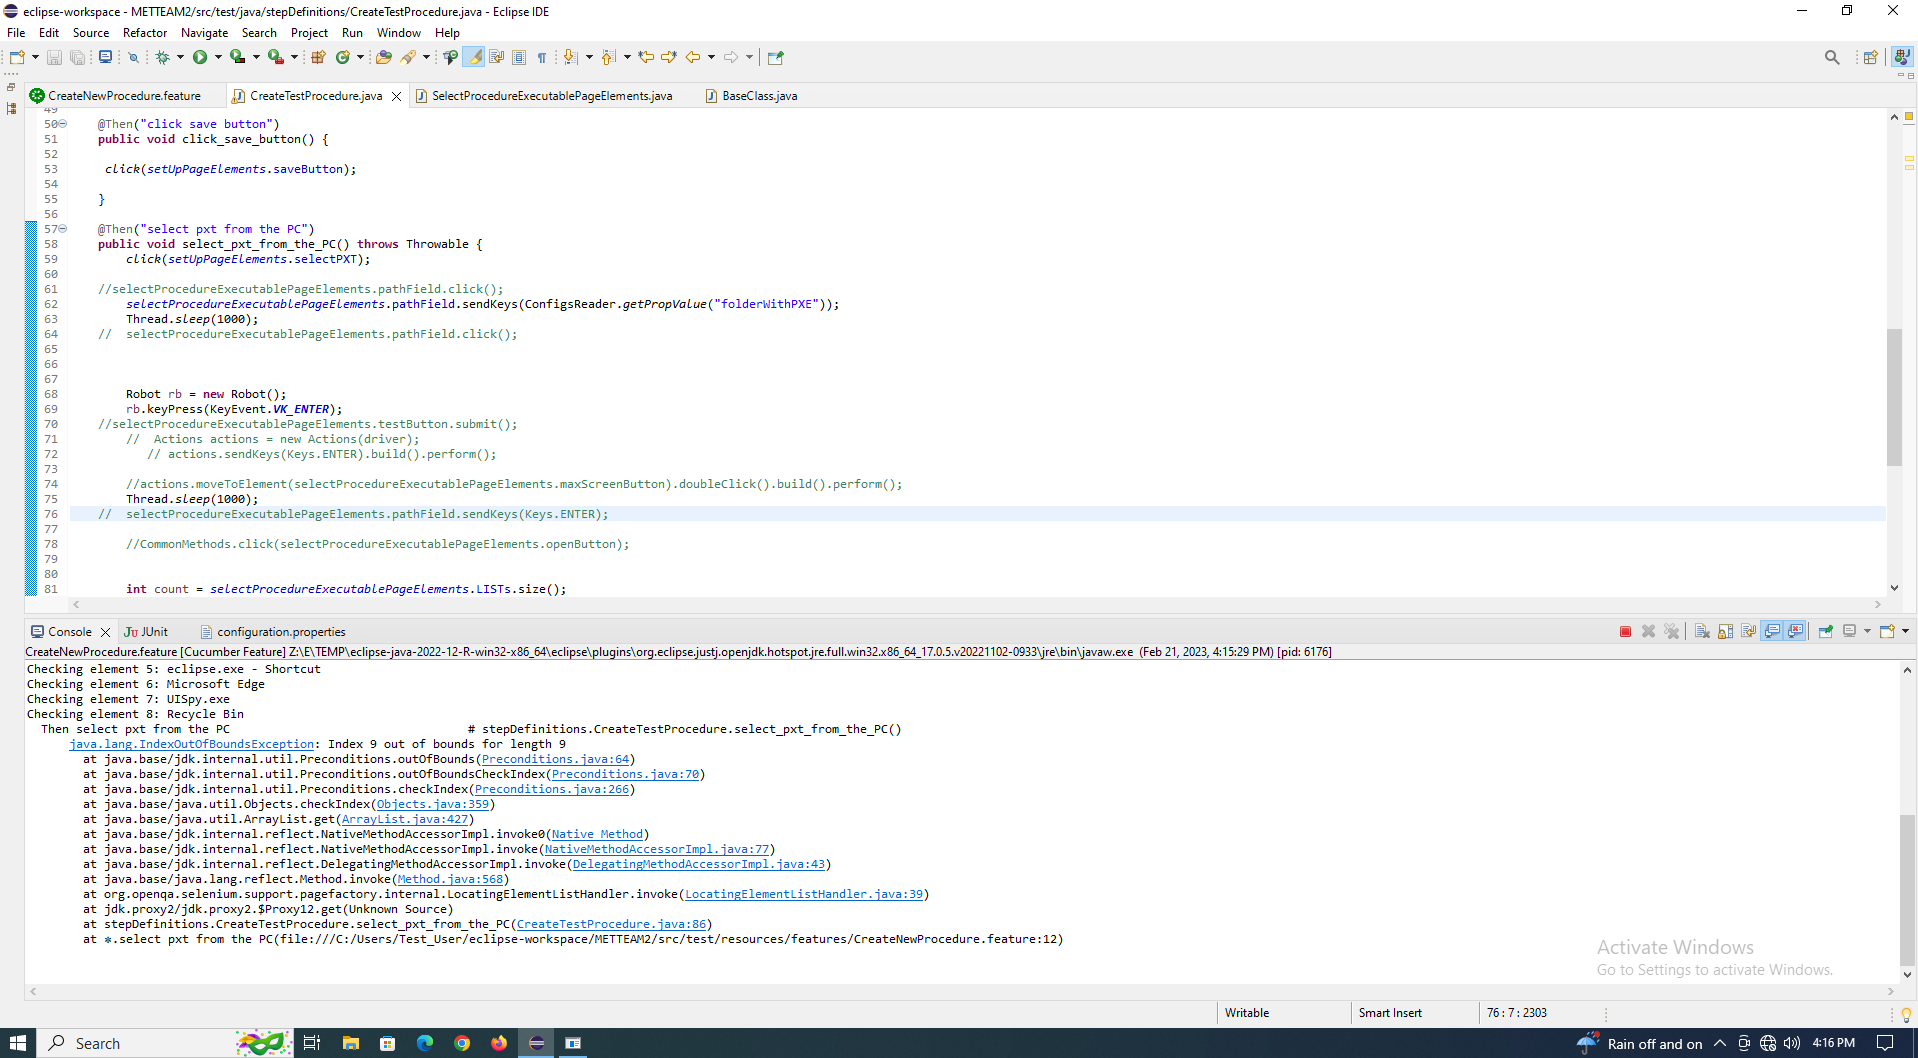 eclipse-workspace - METTEAM2/src/test/java/stepDefinitions/CreateTestProcedure.java - Eclipse IDE
File Edit Source Refactor Navigate Search Project Run Window Help
CreateNewProcedure.feature CreateTestProcedure.java SelectProcedureExecutablePageElements.java BaseClass.java
49
50 @Then("click save button")
51 public void click_save_button() {
52
53 click(setUpPageElements.saveButton);
54
55 }
56
57 @Then("select pxt from the PC")
58 public void select_pxt_from_the_PC() throws Throwable {
59 click(setUpPageElements.selectPXT);
60
61 //selectProcedureExecutablePageElements.pathField.click();
62 selectProcedureExecutablePageElements.pathField.sendKeys(ConfigsReader.getPropValue("folderWithPXE"));
63 Thread.sleep(1000);
64 // selectProcedureExecutablePageElements.pathField.click();
65
66
67
68 Robot rb = new Robot();
69 rb.keyPress(KeyEvent.VK_ENTER);
70 //selectProcedureExecutablePageElements.testButton.submit();
71 // Actions actions = new Actions(driver);
72 // actions.sendKeys(Keys.ENTER).build().perform();
73
74 //actions.moveToElement(selectProcedureExecutablePageElements.maxScreenButton).doubleClick().build().perform();
75 Thread.sleep(1000);
76 // selectProcedureExecutablePageElements.pathField.sendKeys(Keys.ENTER);
77
78 //CommonMethods.click(selectProcedureExecutablePageElements.openButton);
79
80
81 int count = selectProcedureExecutablePageElements.LISTs.size();
Console JUnit configuration.properties
CreateNewProcedure.feature [Cucumber Feature] Z:\E\TEMP\eclipse-java-2022-12-R-win32-x86_64\eclipse\plugins\org.eclipse.justj.openjdk.hotspot.jre.full.win32.x86_64_17.0.5.v20221102-0933\jre\bin\javaw.exe (Feb 21, 2023, 4:15:29 PM) [pid: 6176]
Checking element 5: eclipse.exe - Shortcut
Checking element 6: Microsoft Edge
Checking element 7: UISpy.exe
Checking element 8: Recycle Bin
Then select pxt from the PC # stepDefinitions.CreateTestProcedure.select_pxt_from_the_PC()
java.lang.IndexOutOfBoundsException: Index 9 out of bounds for length 9
at java.base/jdk.internal.util.Preconditions.outOfBounds(Preconditions.java:64)
at java.base/jdk.internal.util.Preconditions.outOfBoundsCheckIndex(Preconditions.java:70)
at java.base/jdk.internal.util.Preconditions.checkIndex(Preconditions.java:266)
at java.base/java.util.Objects.checkIndex(Objects.java:359)
at java.base/java.util.ArrayList.get(ArrayList.java:427)
at java.base/jdk.internal.reflect.NativeMethodAccessorImpl.invoke0(Native Method)
at java.base/jdk.internal.reflect.NativeMethodAccessorImpl.invoke(NativeMethodAccessorImpl.java:77)
at java.base/jdk.internal.reflect.DelegatingMethodAccessorImpl.invoke(DelegatingMethodAccessorImpl.java:43)
at java.base/java.lang.reflect.Method.invoke(Method.java:568)
at org.openqa.selenium.support.pagefactory.internal.LocatingElementListHandler.invoke(LocatingElementListHandler.java:39)
at jdk.proxy2/jdk.proxy2.$Proxy12.get(Unknown Source)
at stepDefinitions.CreateTestProcedure.select_pxt_from_the_PC(CreateTestProcedure.java:86)
at *.select pxt from the PC(file:///C:/Users/Test_User/eclipse-workspace/METTEAM2/src/test/resources/features/CreateNewProcedure.feature:12)
Activate Windows
Go to Settings to activate Windows.
Writable Smart Insert 76 : 7 : 2303
Search Rain off and on 4:16 PM